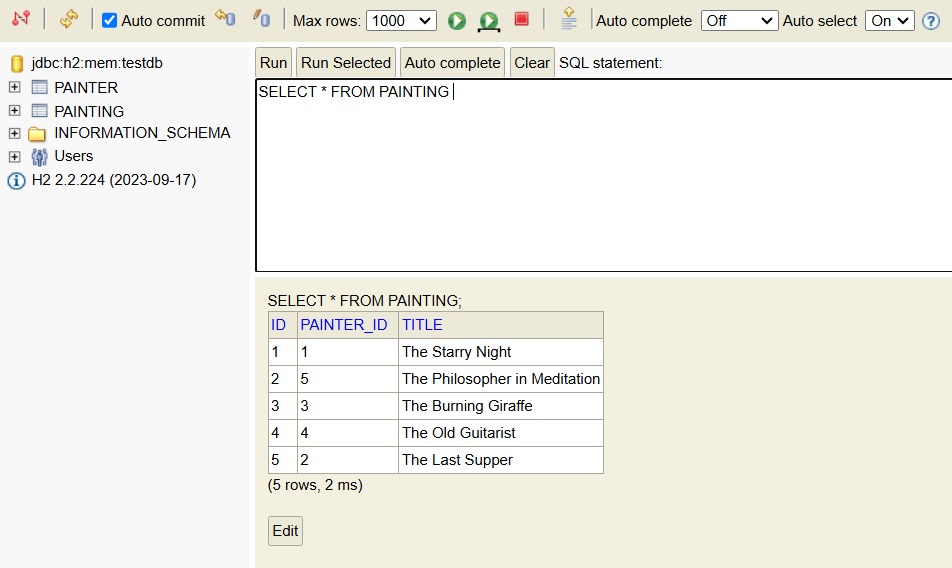 Auto commit Max rows: 1000 Auto complete Off Auto select On ?
jdbc:h2:mem:testdb
PAINTER
PAINTING
INFORMATION_SCHEMA
Users
H2 2.2.224 (2023-09-17)
Run Run Selected Auto complete Clear SQL statement:
SELECT * FROM PAINTING
SELECT * FROM PAINTING;
ID PAINTER_ID TITLE
1 1 The Starry Night
2 5 The Philosopher in Meditation
3 3 The Burning Giraffe
4 4 The Old Guitarist
5 2 The Last Supper
(5 rows, 2 ms)
Edit